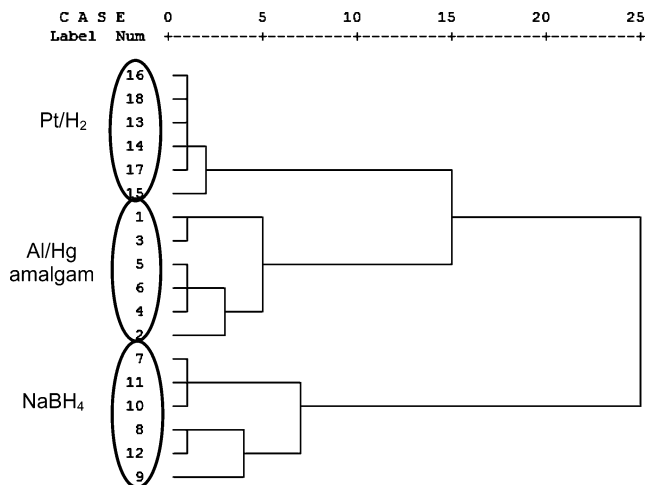 C A S E 0 5 10 15 20 25
Label Num +---------+---------+---------+---------+---------+
16
18
Pt/H₂ 13
14
17
15
1
3
Al/Hg 5
amalgam 6
4
2
7
11
NaBH₄ 10
8
12
9